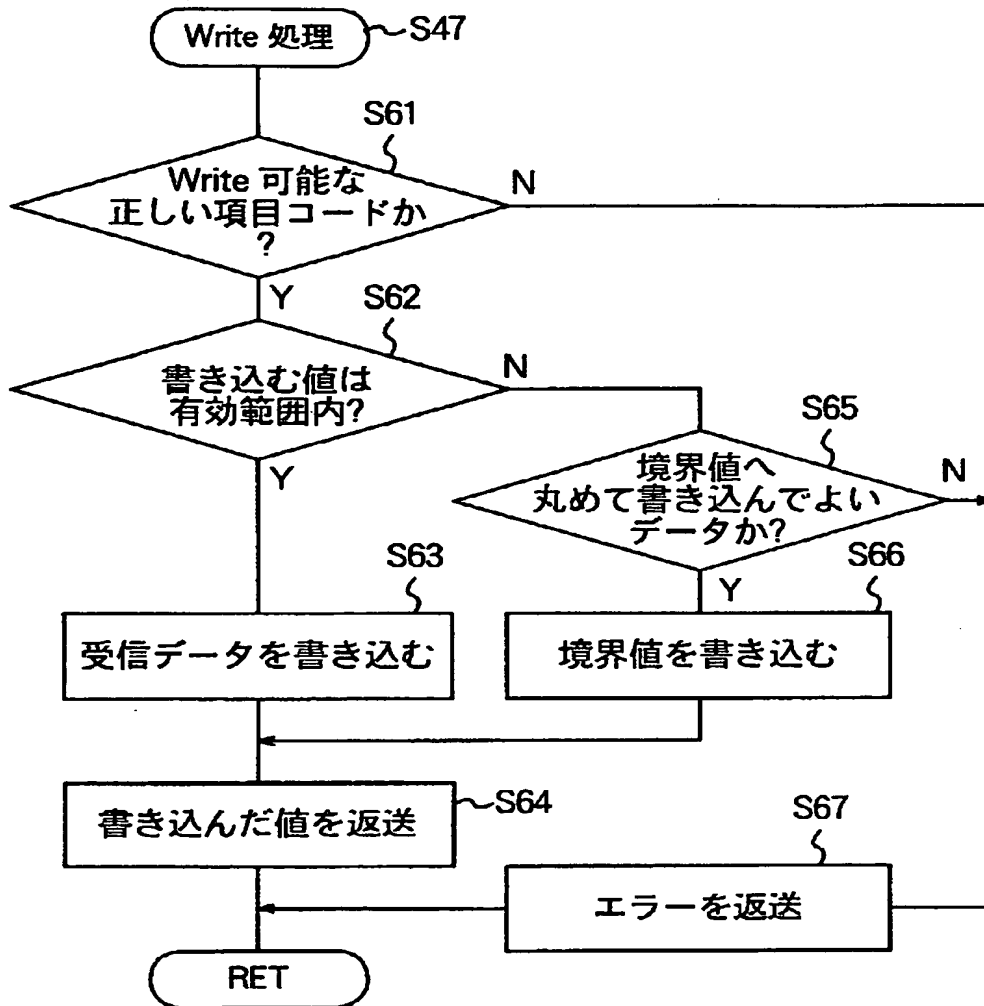 Write 処理
S47
S61
Write 可能な
正しい項目コードか
?
N
Y
S62
書き込む値は
有効範囲内?
N
Y
S65
境界値へ
丸めて書き込んでよい
データか?
N
Y
S63
受信データを書き込む
S66
境界値を書き込む
書き込んだ値を返送
S64
S67
エラーを返送
RET